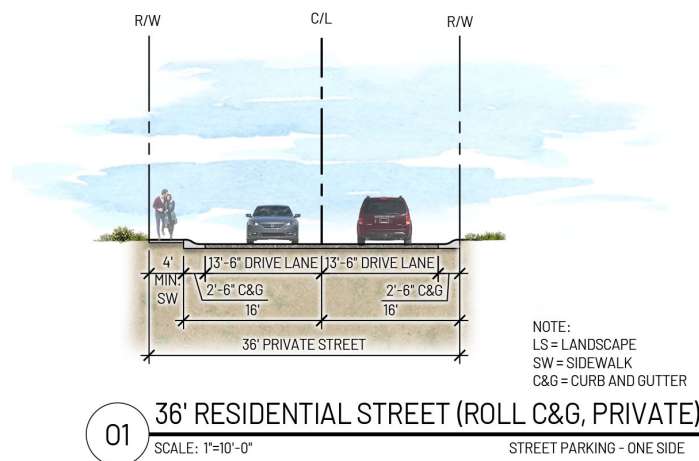 R/W C/L R/W
4' MIN. SW
13'-6" DRIVE LANE 13'-6" DRIVE LANE
2'-6" C&G 2'-6" C&G
16' 16'
36' PRIVATE STREET
NOTE:
LS = LANDSCAPE
SW = SIDEWALK
C&G = CURB AND GUTTER
01
36' RESIDENTIAL STREET (ROLL C&G, PRIVATE)
SCALE: 1"=10'-0" STREET PARKING - ONE SIDE